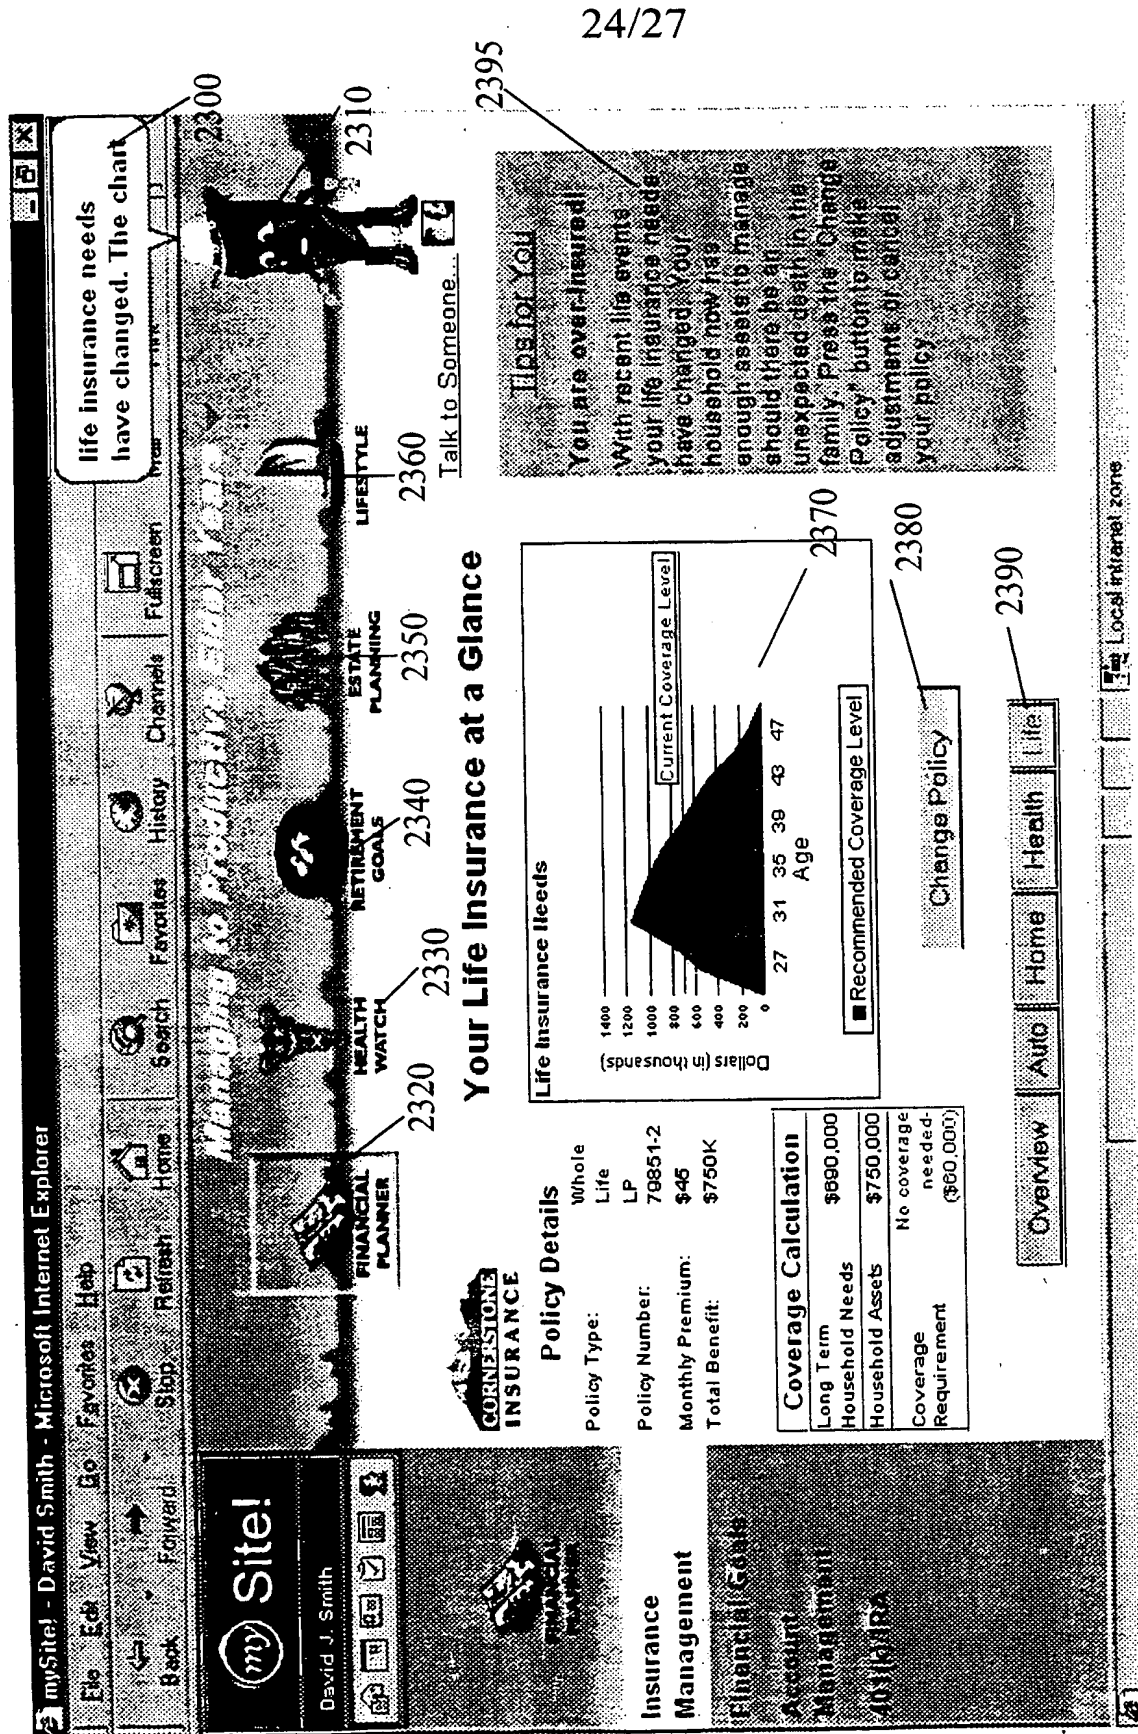 24/27
mySite! - David Smith - Microsoft Internet Explorer
File Edit View Go Favorites Help
Back Forward Stop Refresh Home Search Favorites History Channels Fullscreen
life insurance needs
have changed. The chart
2300
my Site!
David J. Smith
Managing to Produce
2310
FINANCIAL
PLANNER
2320
HEALTH
WATCH
2330
RETIREMENT
GOALS
2340
ESTATE
PLANNING
2350
LIFESTYLE
2360
Talk to Someone...
FINANCIAL
PLANNER
Insurance
Management
Financial Goals
Account
Management
401(k)/IRA
CORNERSTONE
INSURANCE
Your Life Insurance at a Glance
Policy Details
Policy Type: Whole
Life
Policy Number: LP
79851-2
Monthly Premium: $45
Total Benefit: $750K
Coverage Calculation
Long Term
Household Needs $690,000
Household Assets $750,000
Coverage
Requirement
No coverage
needed-
($60,000)
Life Insurance Needs
Dollars (in thousands)
1400
1200
1000
800
600
400
200
0
Current Coverage Level
27 31 35 39 43 47
Age
Recommended Coverage Level
2370
Change Policy
2380
Overview Auto Home Health Life
2390
Tips for You
2395
You are over-insured!
With recent life events
your life insurance needs
have changed. Your
household now has
enough assets to manage
should there be an
unexpected death in the
family. Press the "Change
Policy" button to make
adjustments or cancel
your policy.
Local intranet zone